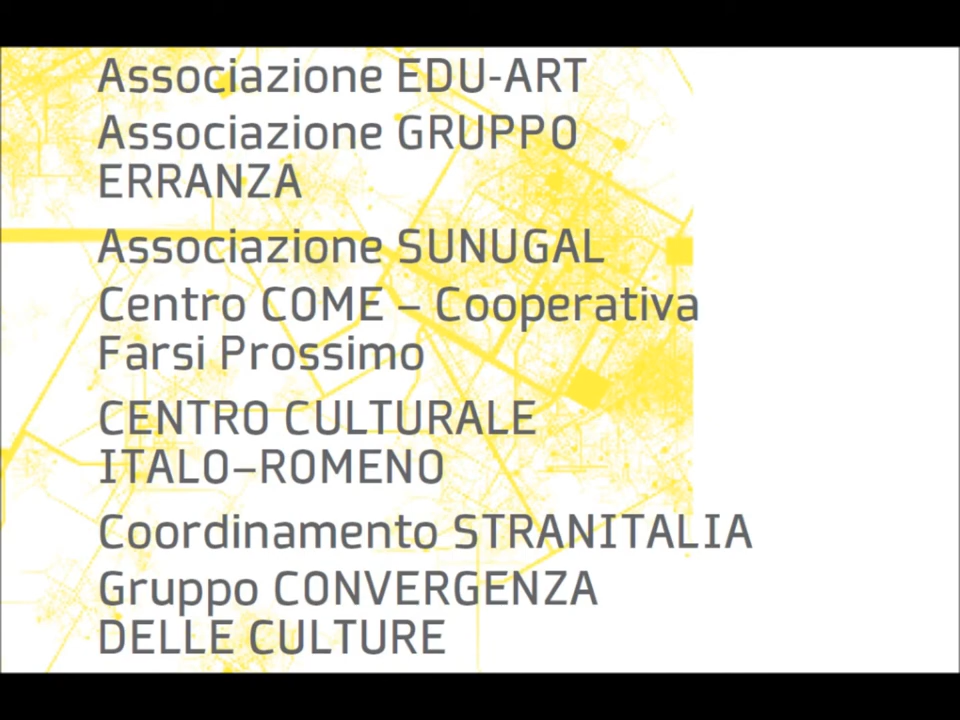 Associazione EDU-ART
Associazione GRUPPO
ERRANZA
Associazione SUNUGAL
Centro COME – Cooperativa
Farsi Prossimo
CENTRO CULTURALE
ITALO–ROMENO
Coordinamento STRANITALIA
Gruppo CONVERGENZA
DELLE CULTURE